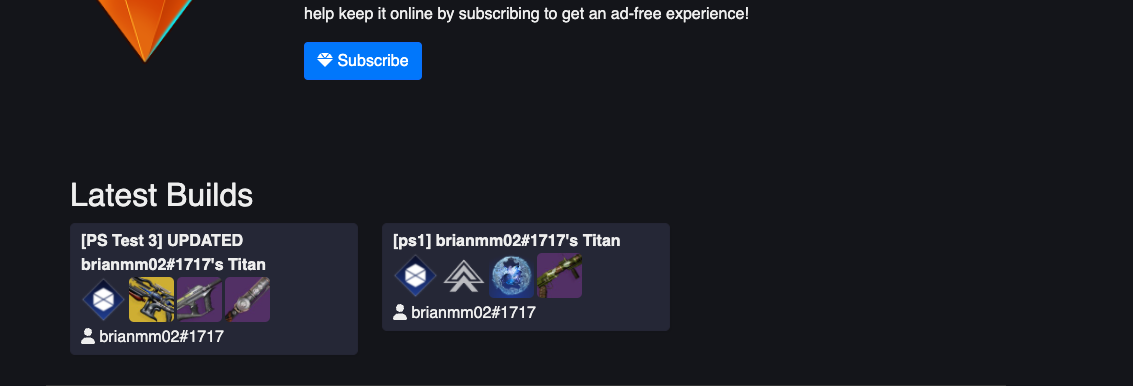 help keep it online by subscribing to get an ad-free experience!
Subscribe
Latest Builds
[PS Test 3] UPDATED
brianmm02#1717's Titan
brianmm02#1717
[ps1] brianmm02#1717's Titan
brianmm02#1717